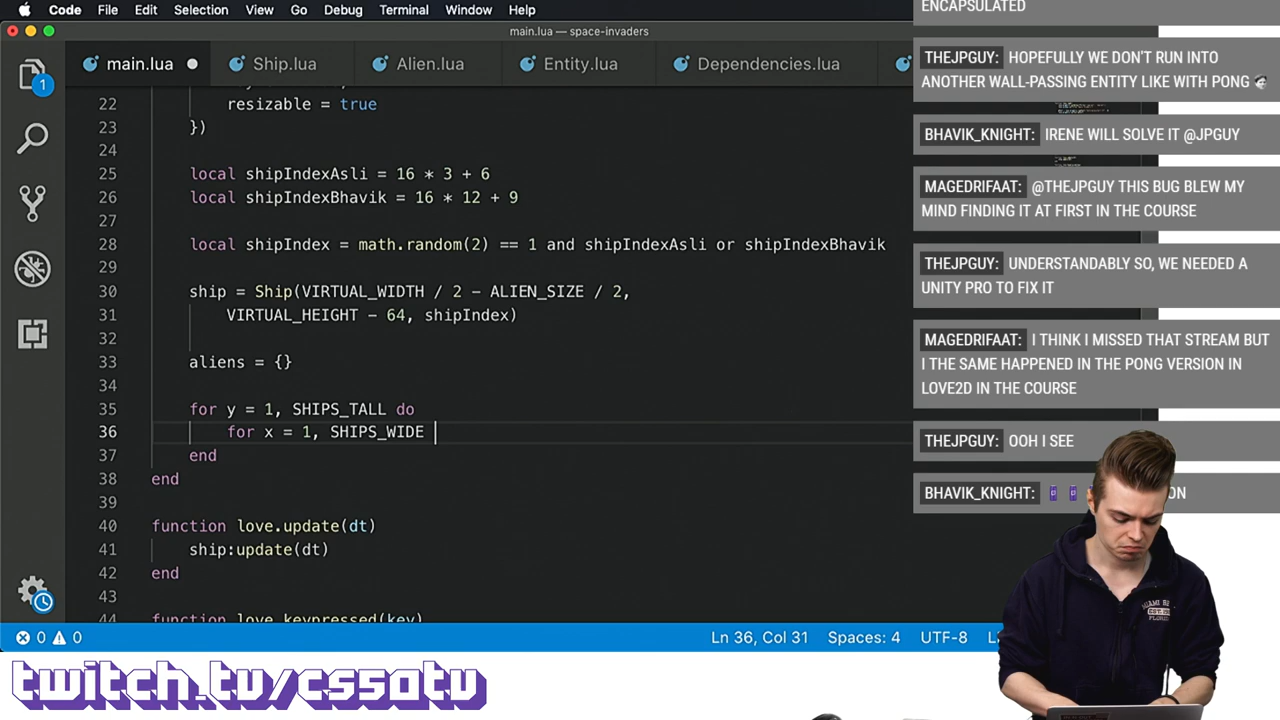 Code File Edit Selection View Go Debug Terminal Window Help
main.lua — space-invaders
main.lua Ship.lua Alien.lua Entity.lua Dependencies.lua
1
22 resizable = true
23 })
24
25 local shipIndexAsli = 16 * 3 + 6
26 local shipIndexBhavik = 16 * 12 + 9
27
28 local shipIndex = math.random(2) == 1 and shipIndexAsli or shipIndexBhavik
29
30 ship = Ship(VIRTUAL_WIDTH / 2 - ALIEN_SIZE / 2,
31 VIRTUAL_HEIGHT - 64, shipIndex)
32
33 aliens = {}
34
35 for y = 1, SHIPS_TALL do
36 for x = 1, SHIPS_WIDE
37 end
38 end
39
40 function love.update(dt)
41 ship:update(dt)
42 end
43
44 function love.keypressed(key)
0 0 Ln 36, Col 31 Spaces: 4 UTF-8
ENCAPSULATED
THEJPGUY: HOPEFULLY WE DON'T RUN INTO
ANOTHER WALL-PASSING ENTITY LIKE WITH PONG
BHAVIK_KNIGHT: IRENE WILL SOLVE IT @JPGUY
MAGEDRIFAAT: @THEJPGUY THIS BUG BLEW MY
MIND FINDING IT AT FIRST IN THE COURSE
THEJPGUY: UNDERSTANDABLY SO, WE NEEDED A
UNITY PRO TO FIX IT
MAGEDRIFAAT: I THINK I MISSED THAT STREAM BUT
I THE SAME HAPPENED IN THE PONG VERSION IN
LOVE2D IN THE COURSE
THEJPGUY: OOH I SEE
BHAVIK_KNIGHT:
twitch.tv/cs50tv